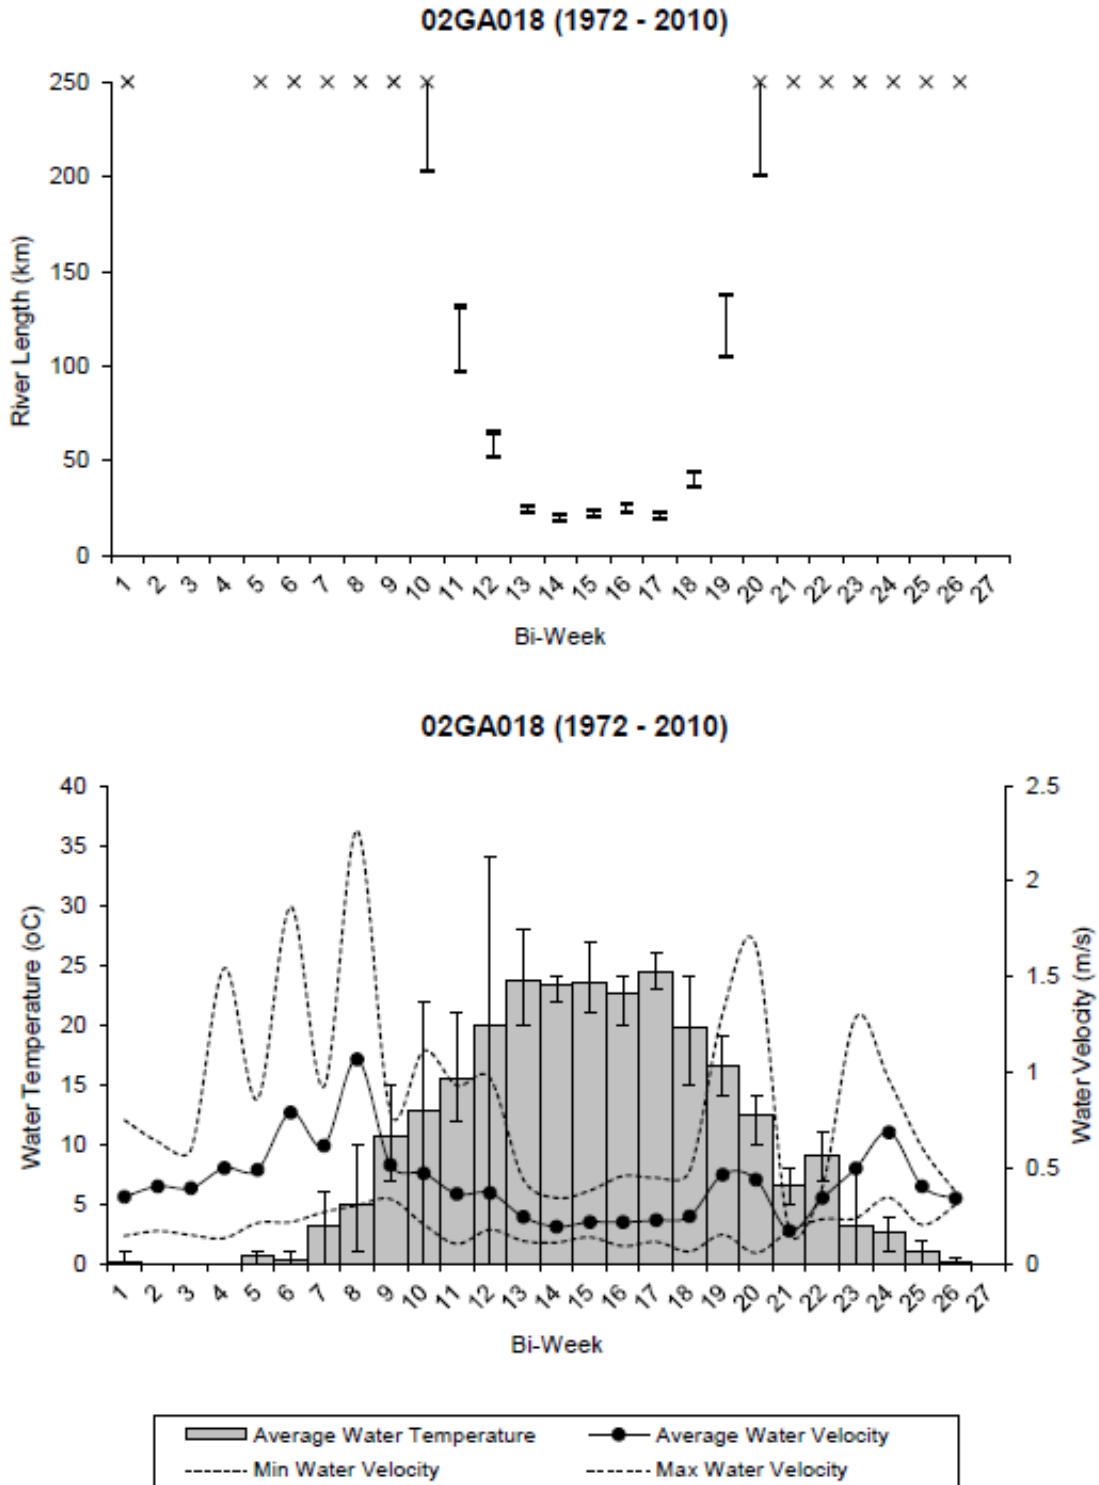 02GA018 (1972 - 2010)
250
200
150
100
50
0
River Length (km)
1 2 3 4 5 6 7 8 9 10 11 12 13 14 15 16 17 18 19 20 21 22 23 24 25 26 27
Bi-Week
02GA018 (1972 - 2010)
40
35
30
25
20
15
10
5
0
Water Temperature (oC)
2.5
2
1.5
1
0.5
0
Water Velocity (m/s)
1 2 3 4 5 6 7 8 9 10 11 12 13 14 15 16 17 18 19 20 21 22 23 24 25 26 27
Bi-Week
Average Water Temperature
Average Water Velocity
Min Water Velocity
Max Water Velocity